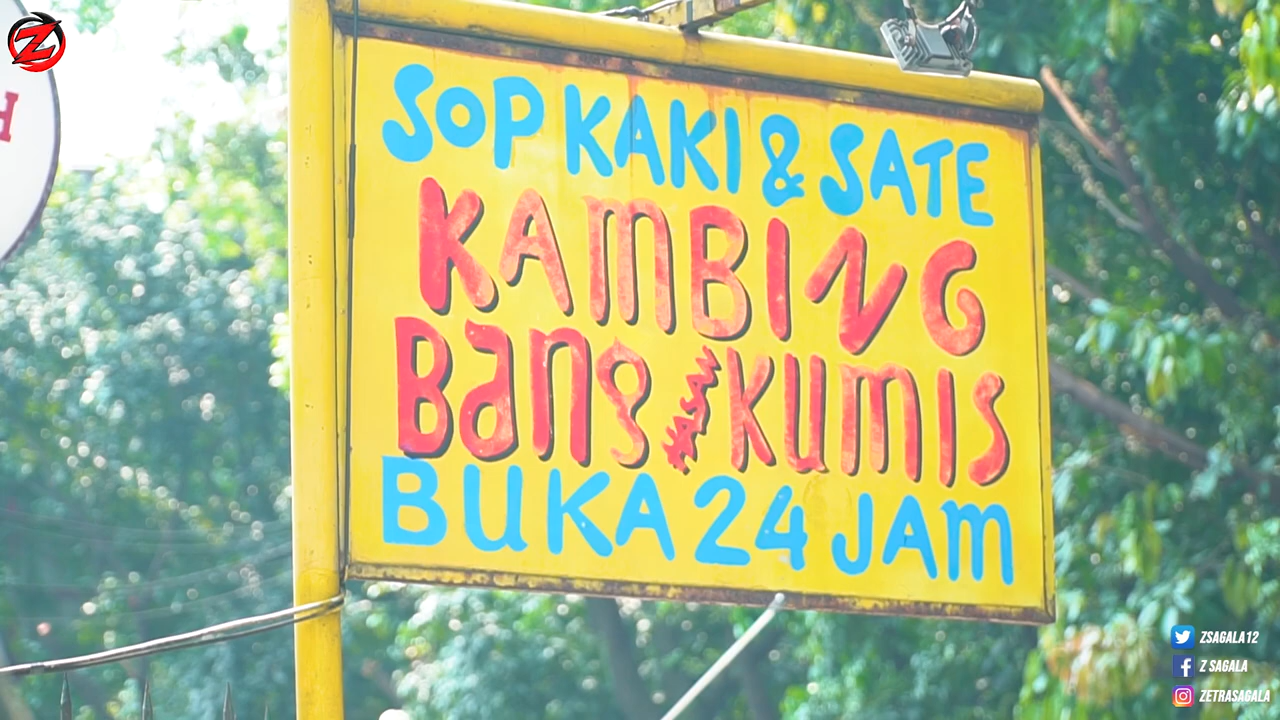 SOP KAKI & SATE
KAMBING
Bang KUMIS
BUKA 24 JAM
ZSAGALA12
Z SAGALA
ZETRASAGALA